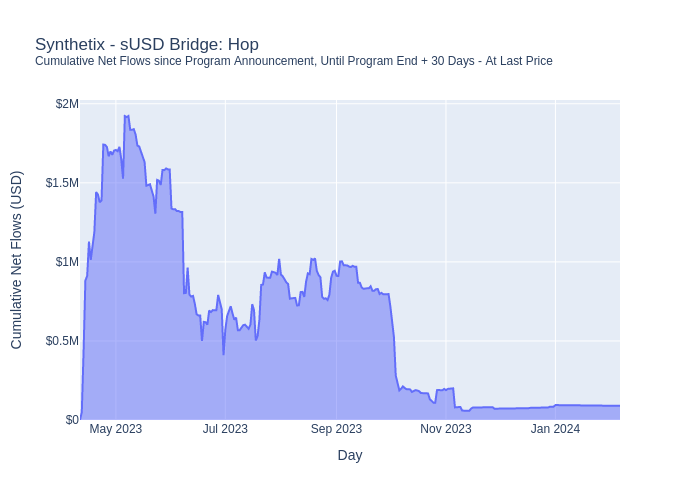 Synthetix - sUSD Bridge: Hop
Cumulative Net Flows since Program Announcement, Until Program End + 30 Days - At Last Price
Cumulative Net Flows (USD)
$2M
$1.5M
$1M
$0.5M
$0
May 2023
Jul 2023
Sep 2023
Nov 2023
Jan 2024
Day